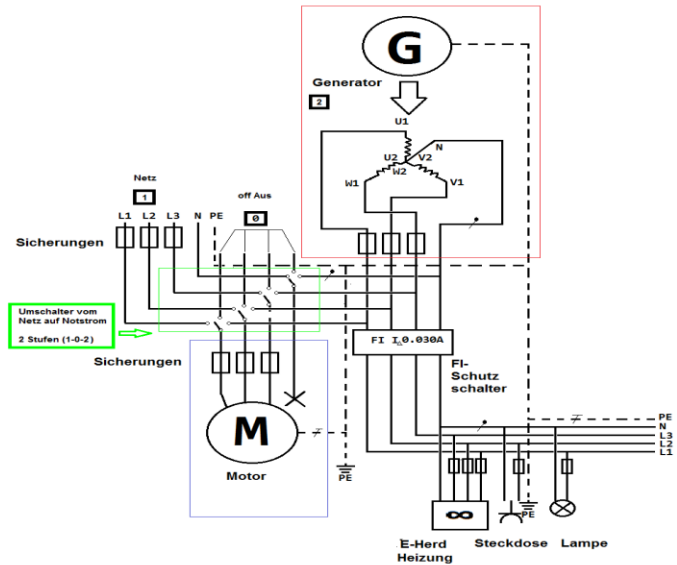 G
Generator
2
U1
N
U2 V2
W2
W1
V1
Netz
1
off Aus
0
L1 L2 L3 N PE
Sicherungen
Umschalter vom
Netz auf Notstrom
2 Stufen (1-0-2)
Sicherungen
FI I△0.030A
FI-
Schutz
schalter
M
Motor
PE
PE
N
L3
L2
L1
PE
E-Herd
Heizung
Steckdose
Lampe